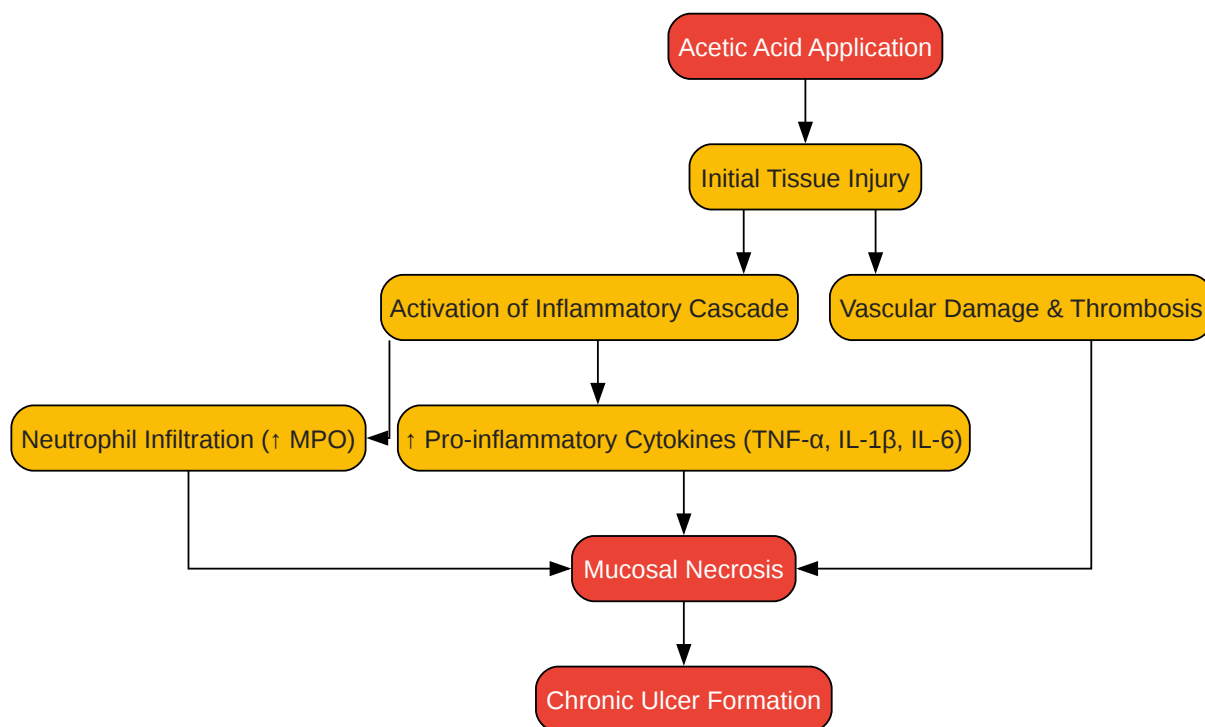 Acetic Acid Application
Initial Tissue Injury
Activation of Inflammatory Cascade
Vascular Damage & Thrombosis
Neutrophil Infiltration (↑ MPO)
↑ Pro-inflammatory Cytokines (TNF-α, IL-1β, IL-6)
Mucosal Necrosis
Chronic Ulcer Formation